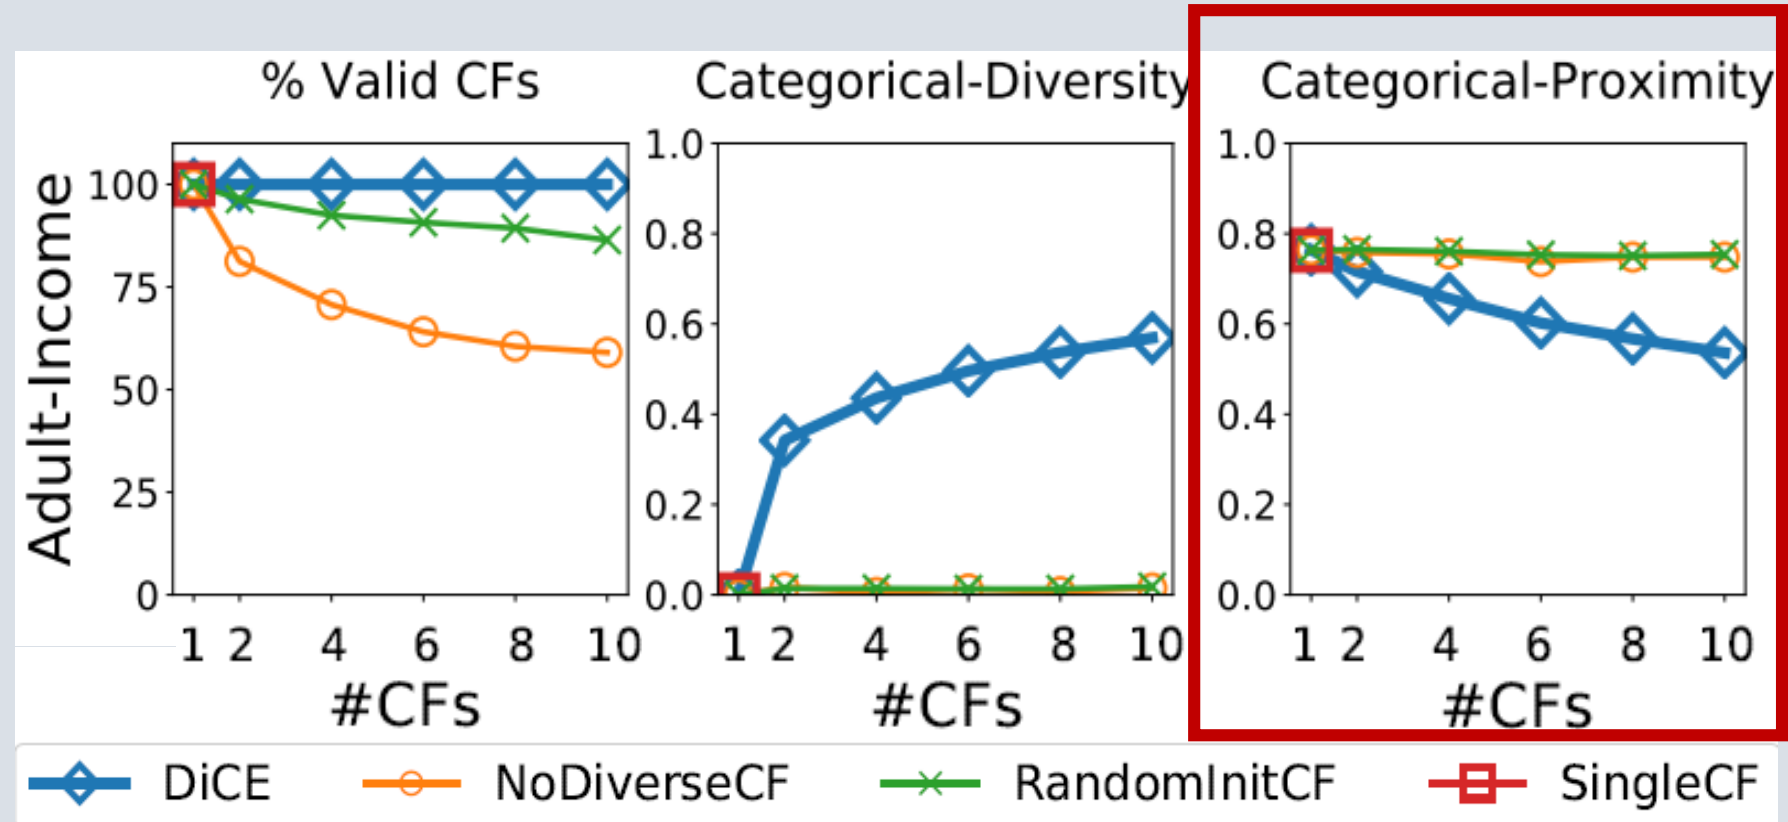 % Valid CFs
Categorical-Diversity
Categorical-Proximity
Adult-Income
100
75
50
25
0
1 2 4 6 8 10
#CFs
1.0
0.8
0.6
0.4
0.2
0.0
1 2 4 6 8 10
#CFs
1.0
0.8
0.6
0.4
0.2
0.0
1 2 4 6 8 10
#CFs
DiCE NoDiverseCF RandomInitCF SingleCF